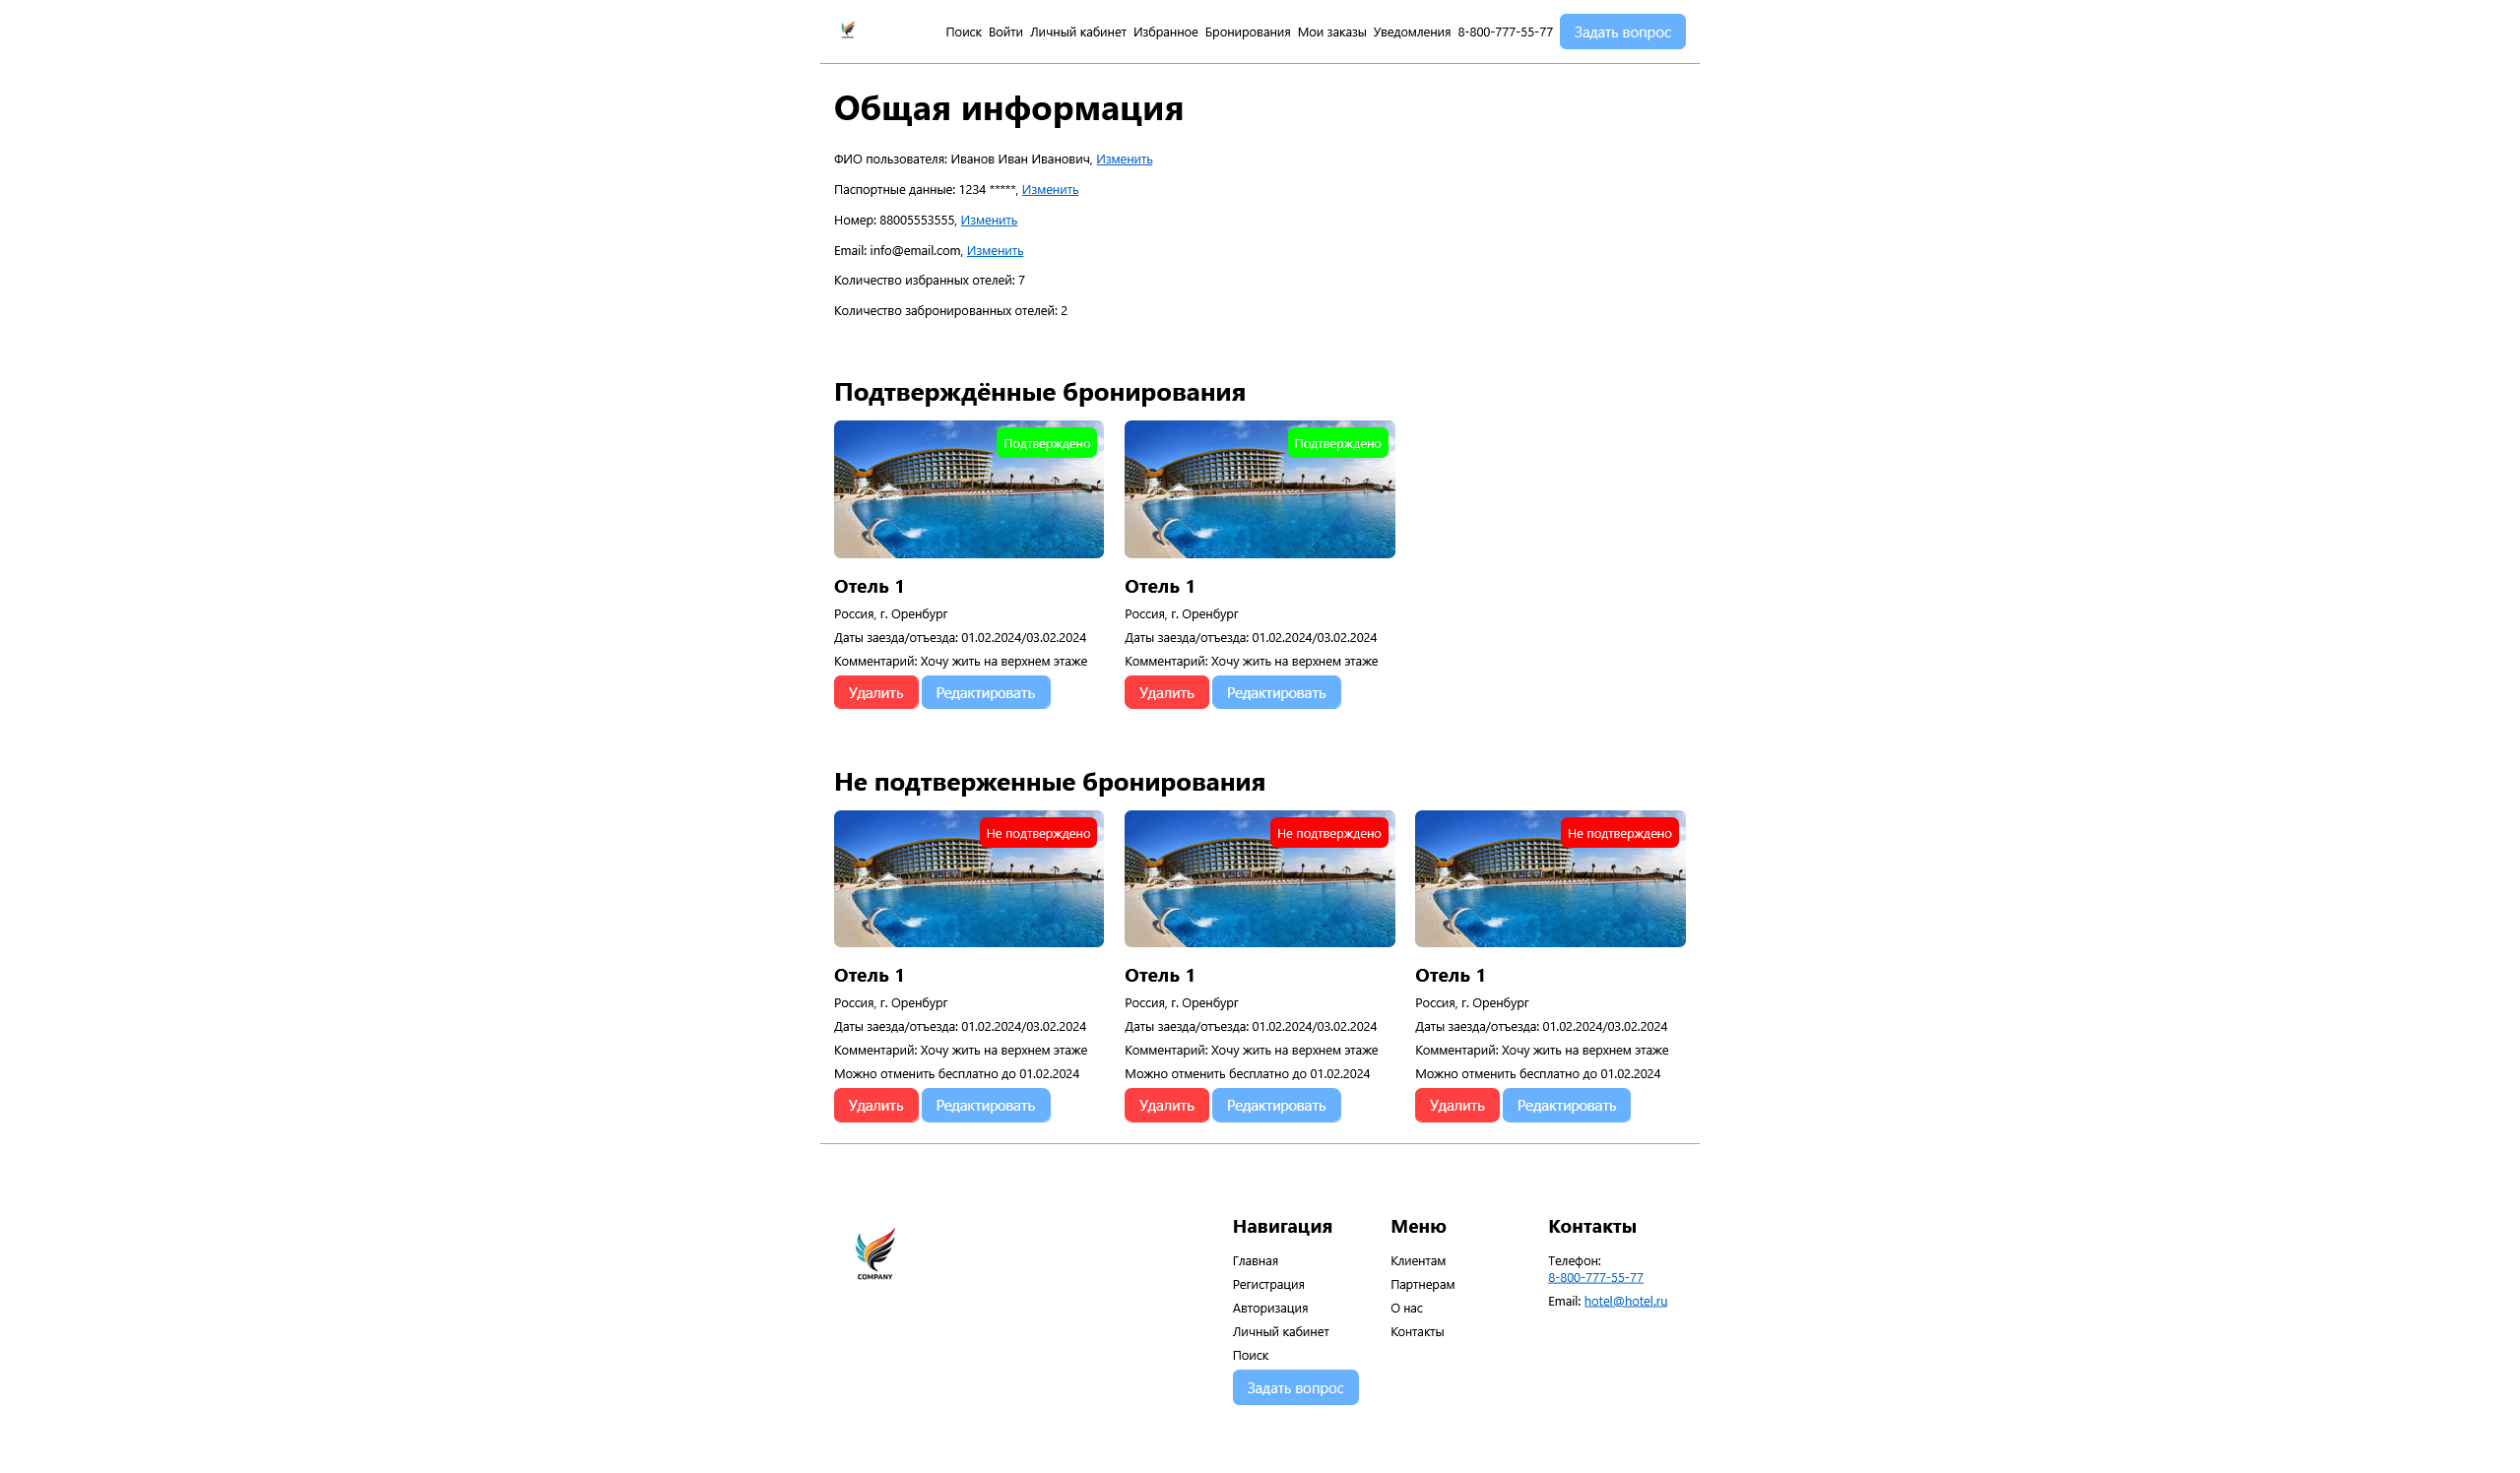 Поиск Войти Личный кабинет Избранное Бронирования Мои заказы Уведомления 8-800-777-55-77 Задать вопрос
Общая информация
ФИО пользователя: Иванов Иван Иванович, Изменить
Паспортные данные: 1234 *****, Изменить
Номер: 88005553555, Изменить
Email: info@email.com, Изменить
Количество избранных отелей: 7
Количество забронированных отелей: 2
Подтверждённые бронирования
Подтверждено
Отель 1
Россия, г. Оренбург
Даты заезда/отъезда: 01.02.2024/03.02.2024
Комментарий: Хочу жить на верхнем этаже
Удалить Редактировать
Подтверждено
Отель 1
Россия, г. Оренбург
Даты заезда/отъезда: 01.02.2024/03.02.2024
Комментарий: Хочу жить на верхнем этаже
Удалить Редактировать
Не подтверженные бронирования
Не подтверждено
Отель 1
Россия, г. Оренбург
Даты заезда/отъезда: 01.02.2024/03.02.2024
Комментарий: Хочу жить на верхнем этаже
Можно отменить бесплатно до 01.02.2024
Удалить Редактировать
Не подтверждено
Отель 1
Россия, г. Оренбург
Даты заезда/отъезда: 01.02.2024/03.02.2024
Комментарий: Хочу жить на верхнем этаже
Можно отменить бесплатно до 01.02.2024
Удалить Редактировать
Не подтверждено
Отель 1
Россия, г. Оренбург
Даты заезда/отъезда: 01.02.2024/03.02.2024
Комментарий: Хочу жить на верхнем этаже
Можно отменить бесплатно до 01.02.2024
Удалить Редактировать
COMPANY
Навигация
Главная
Регистрация
Авторизация
Личный кабинет
Поиск
Задать вопрос
Меню
Клиентам
Партнерам
О нас
Контакты
Контакты
Телефон:
8-800-777-55-77
Email: hotel@hotel.ru